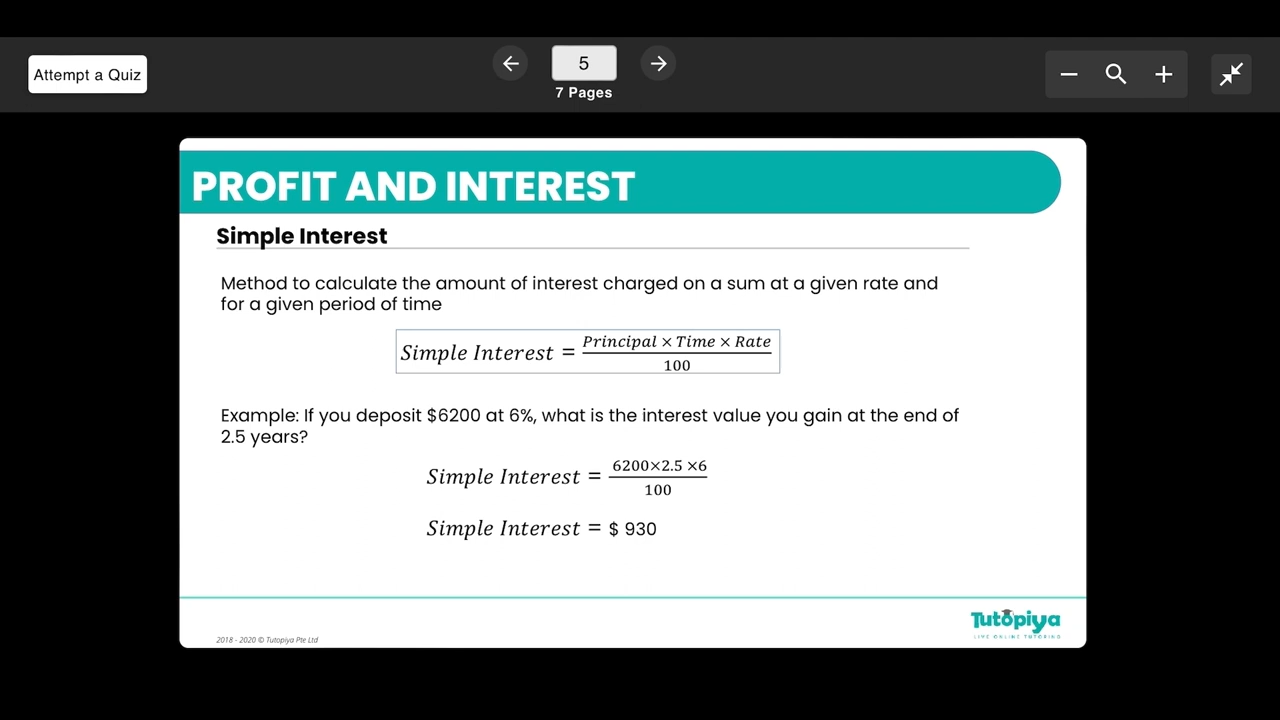 Attempt a Quiz
5
7 Pages
PROFIT AND INTEREST
Simple Interest
Method to calculate the amount of interest charged on a sum at a given rate and
for a given period of time
Simple Interest = Principal × Time × Rate / 100
Example: If you deposit $6200 at 6%, what is the interest value you gain at the end of
2.5 years?
Simple Interest = 6200×2.5 ×6 / 100
Simple Interest = $ 930
Tutopiya
LIVE ONLINE TUTORING
2018 - 2020 © Tutopiya Pte Ltd